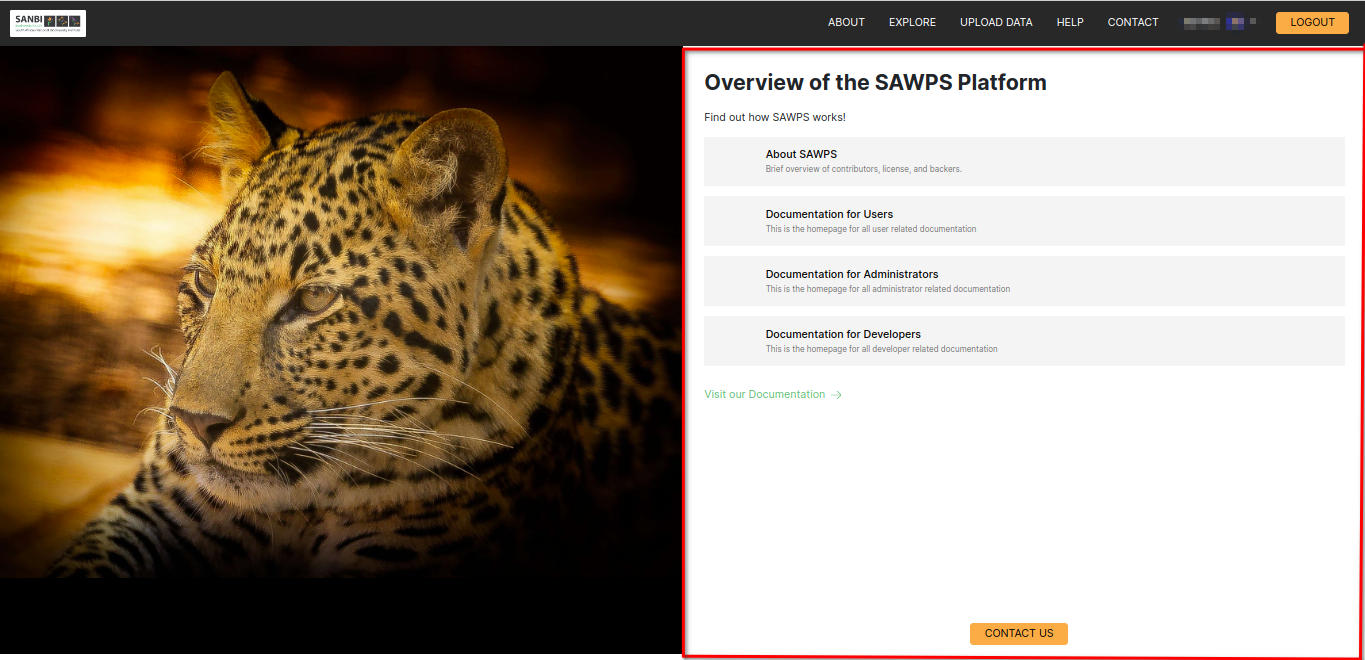 SANBI
ABOUT
EXPLORE
UPLOAD DATA
HELP
CONTACT
LOGOUT
Overview of the SAWPS Platform
Find out how SAWPS works!
About SAWPS
Brief overview of contributors, license, and backers.
Documentation for Users
This is the homepage for all user related documentation
Documentation for Administrators
This is the homepage for all administrator related documentation
Documentation for Developers
This is the homepage for all developer related documentation
Visit our Documentation →
CONTACT US